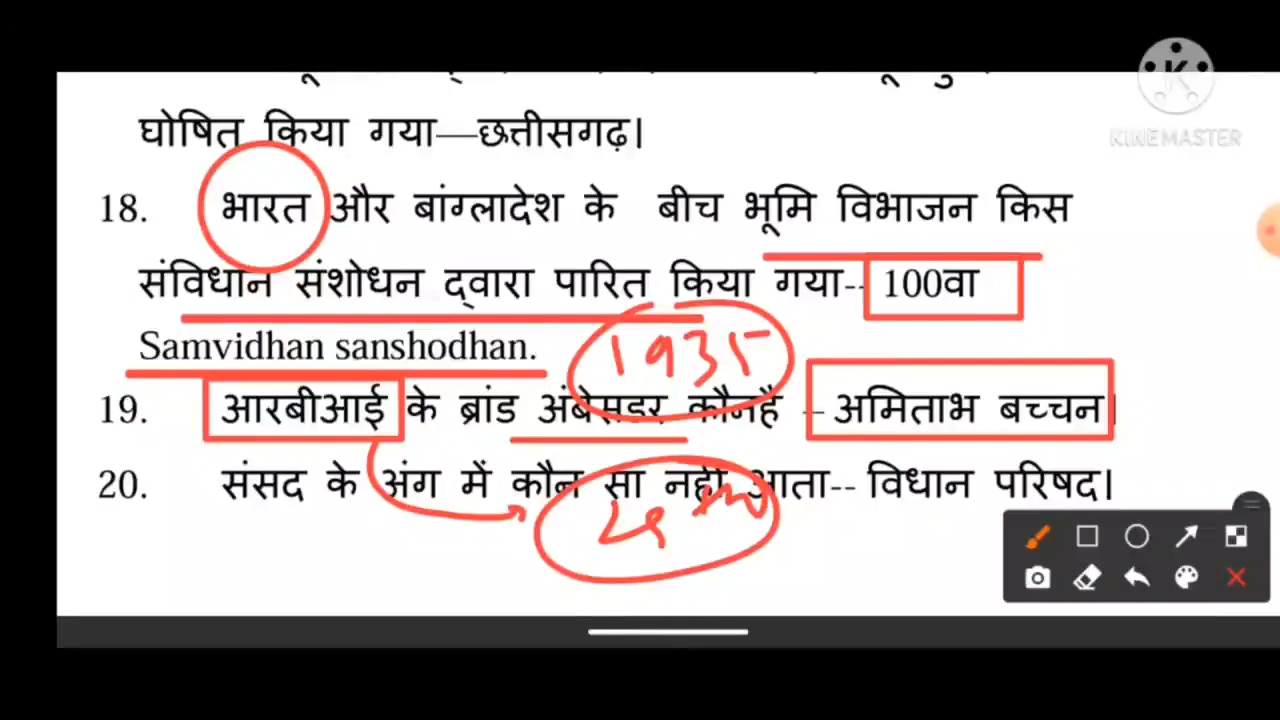 घोषित किया गया—छत्तीसगढ़।
KINEMASTER
18. भारत और बांग्लादेश के बीच भूमि विभाजन किस
संविधान संशोधन द्वारा पारित किया गया-- 100वा
Samvidhan sanshodhan.
1935
19. आरबीआई के ब्रांड अंबेसडर कौनहै – अमिताभ बच्चन।
20. संसद के अंग में कौन सा नही आता-- विधान परिषद।